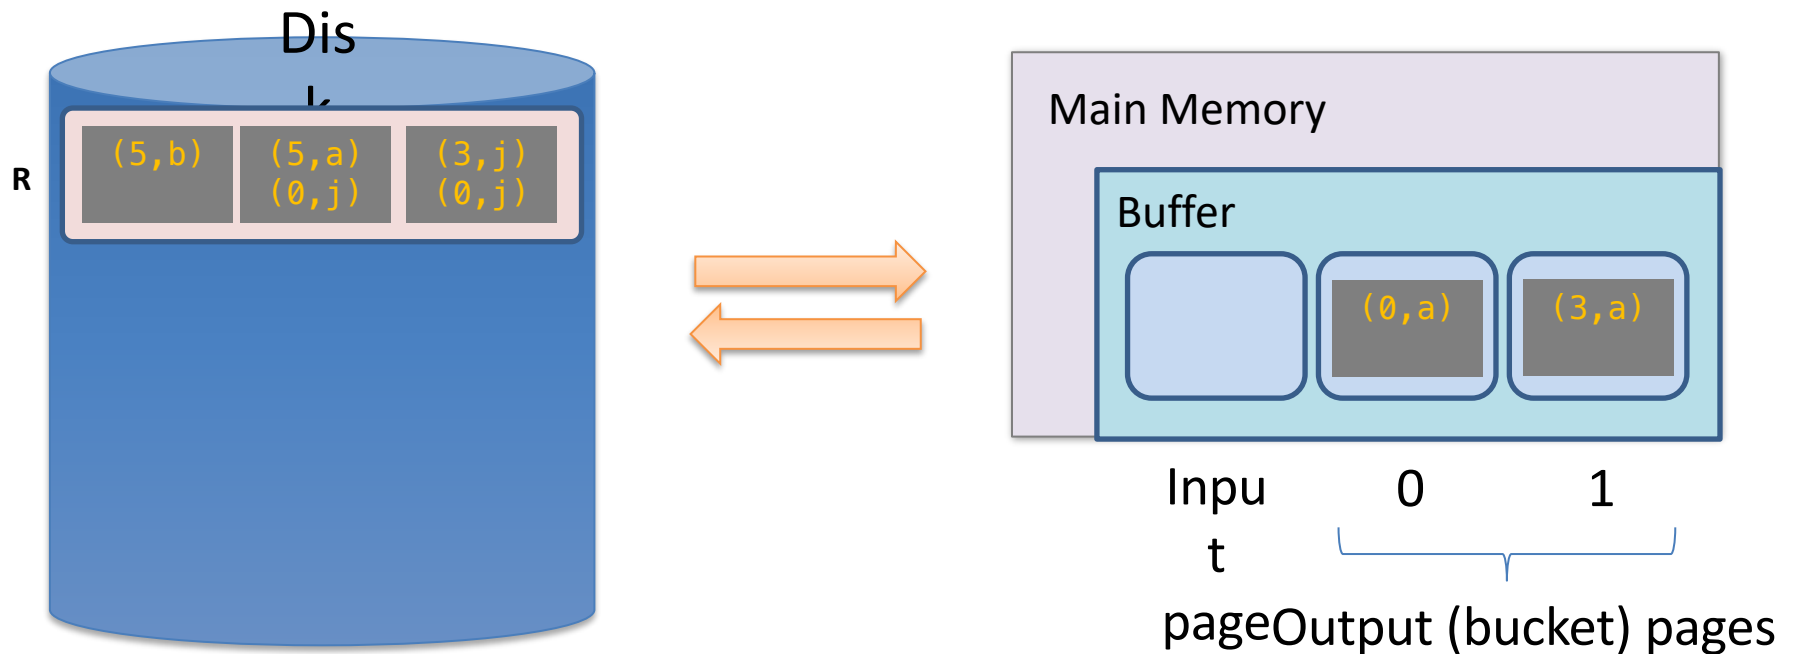 Dis
k
R
(5,b)
(5,a)
(0,j)
(3,j)
(0,j)
Main Memory
Buffer
(0,a)
(3,a)
Inpu
t
page
0
1
Output (bucket) pages